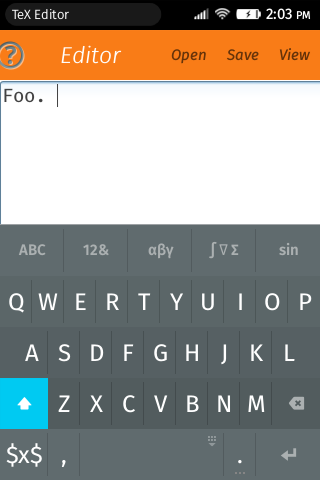 TeX Editor 2:03 PM
? Editor Open Save View
Foo.
ABC 12& αβγ ∫∇Σ sin
Q W E R T Y U I O P
A S D F G H J K L
Z X C V B N M
$x$ , .